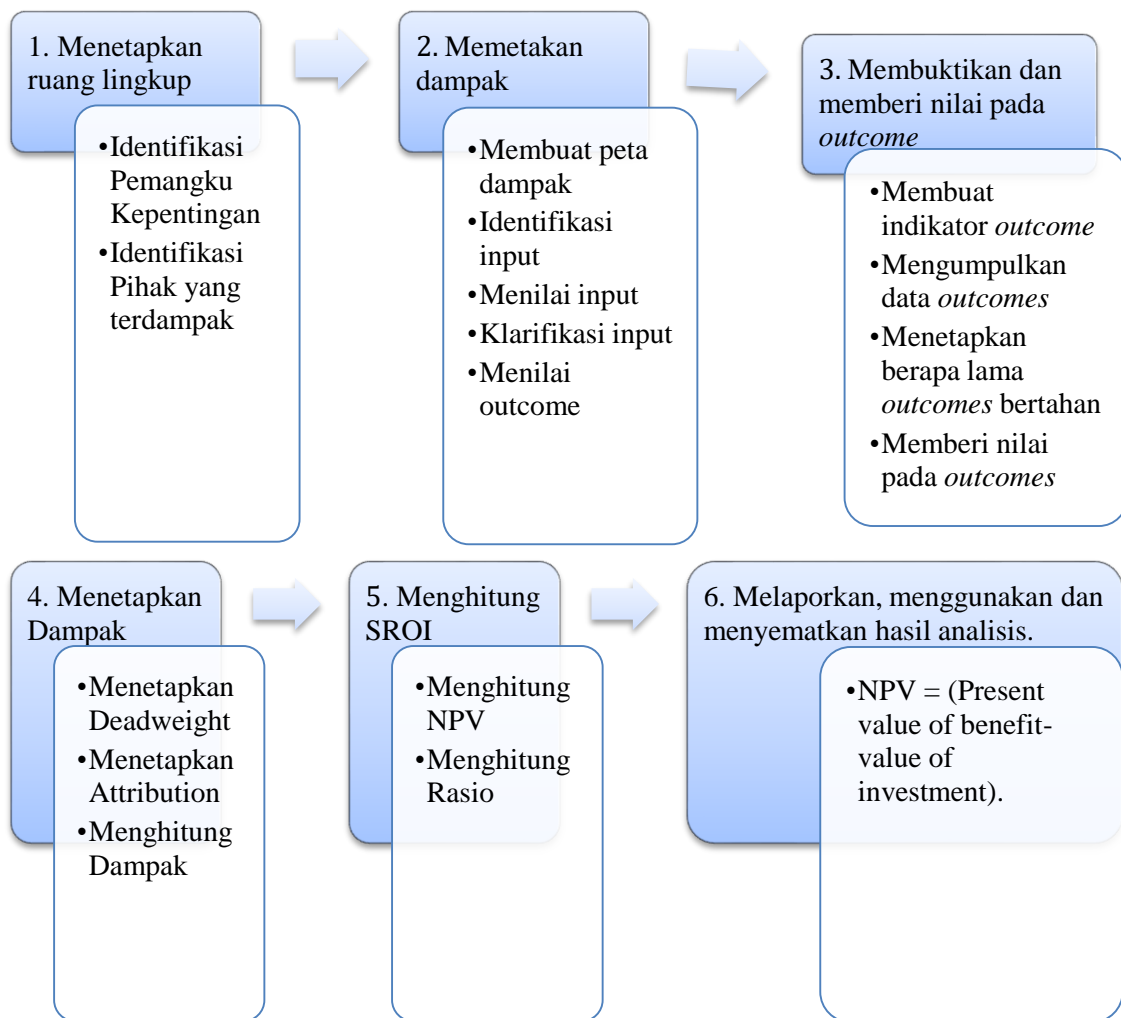 1. Menetapkan
ruang lingkup
•Identifikasi
Pemangku
Kepentingan
•Identifikasi
Pihak yang
terdampak
2. Memetakan
dampak
•Membuat peta
dampak
•Identifikasi
input
•Menilai input
•Klarifikasi input
•Menilai
outcome
3. Membuktikan dan
memberi nilai pada
outcome
•Membuat
indikator outcome
•Mengumpulkan
data outcomes
•Menetapkan
berapa lama
outcomes bertahan
•Memberi nilai
pada outcomes
4. Menetapkan
Dampak
•Menetapkan
Deadweight
•Menetapkan
Attribution
•Menghitung
Dampak
5. Menghitung
SROI
•Menghitung
NPV
•Menghitung
Rasio
6. Melaporkan, menggunakan dan
menyematkan hasil analisis.
•NPV = (Present
value of benefit-
value of
investment).